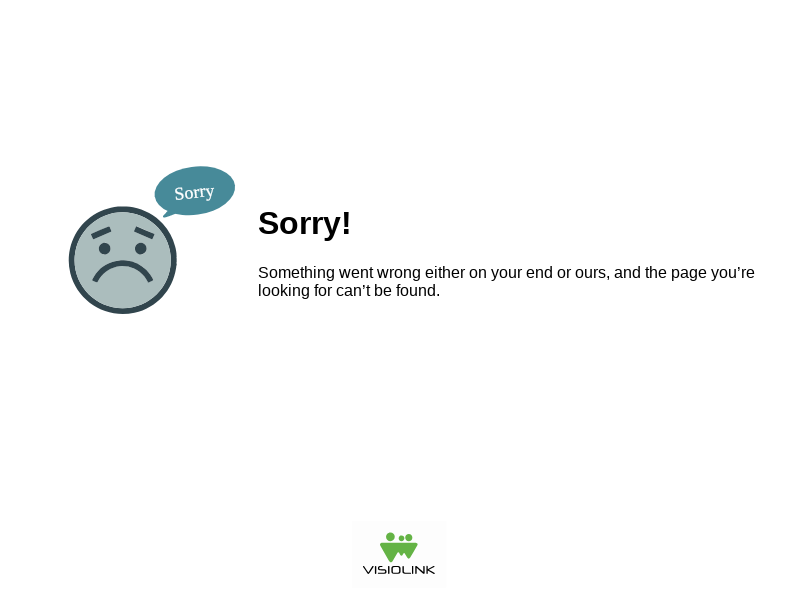 Sorry
Sorry!
Something went wrong either on your end or ours, and the page you’re
looking for can’t be found.
VISIOLINK